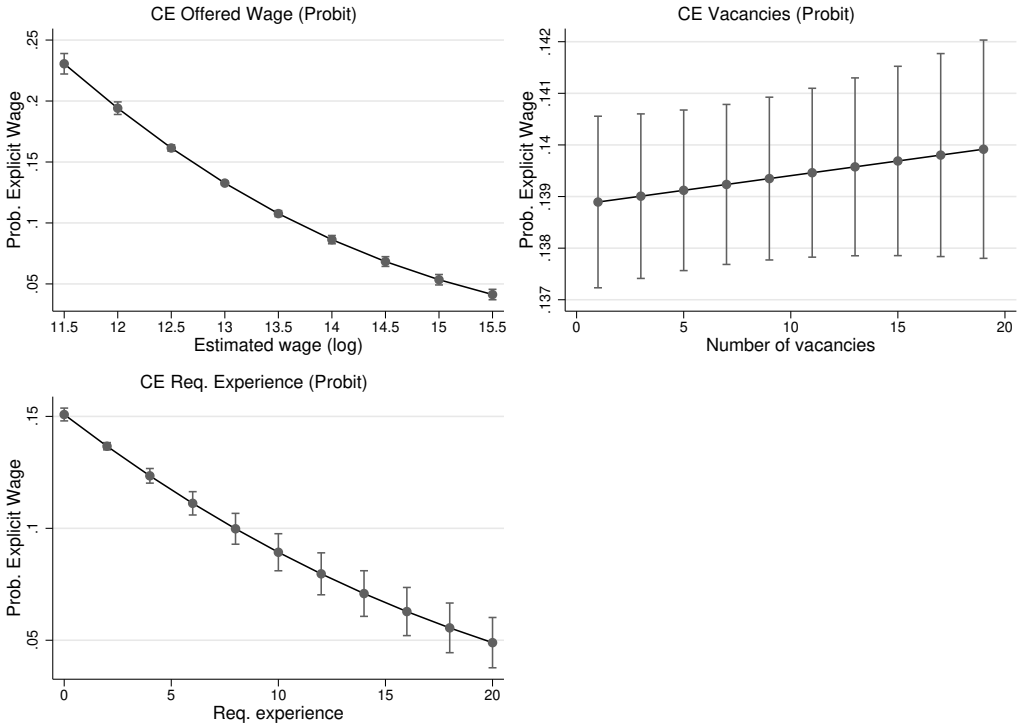 CE Offered Wage (Probit)
Prob. Explicit Wage
.25
.2
.15
.1
.05
11.5 12 12.5 13 13.5 14 14.5 15 15.5
Estimated wage (log)
CE Vacancies (Probit)
Prob. Explicit Wage
.142
.141
.14
.139
.138
.137
0 5 10 15 20
Number of vacancies
CE Req. Experience (Probit)
Prob. Explicit Wage
.15
.1
.05
0 5 10 15 20
Req. experience